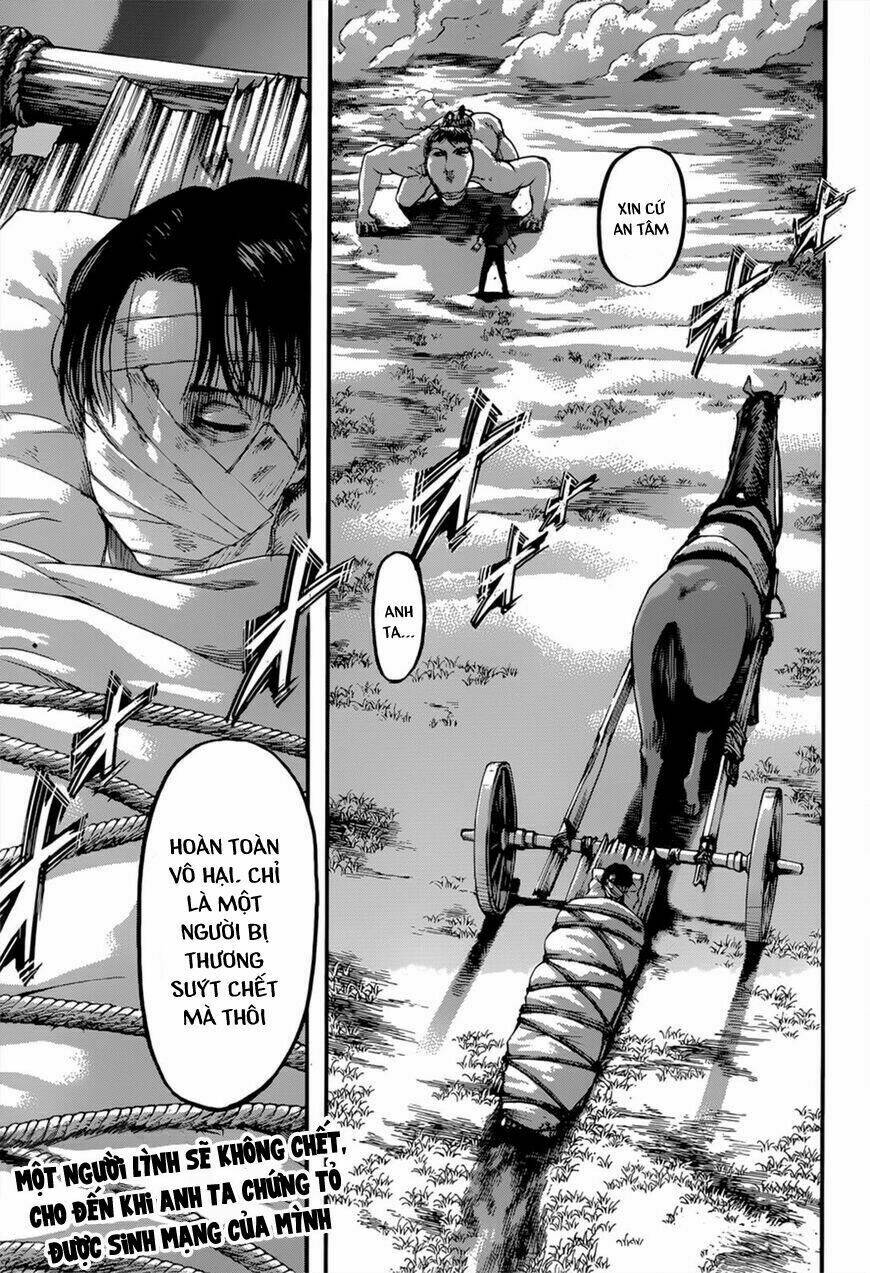 XIN CỨ
AN TÂM
ANH
TA...
HOÀN TOÀN
VÔ HẠI, CHỈ
LÀ MỘT
NGƯỜI BỊ
THƯƠNG
SUÝT CHẾT
MÀ THÔI
MỘT NGƯỜI LÌNH SẼ KHÔNG CHẾT,
CHO ĐẾN KHI ANH TA CHỨNG TỎ
ĐƯỢC SINH MẠNG CỦA MÌNH